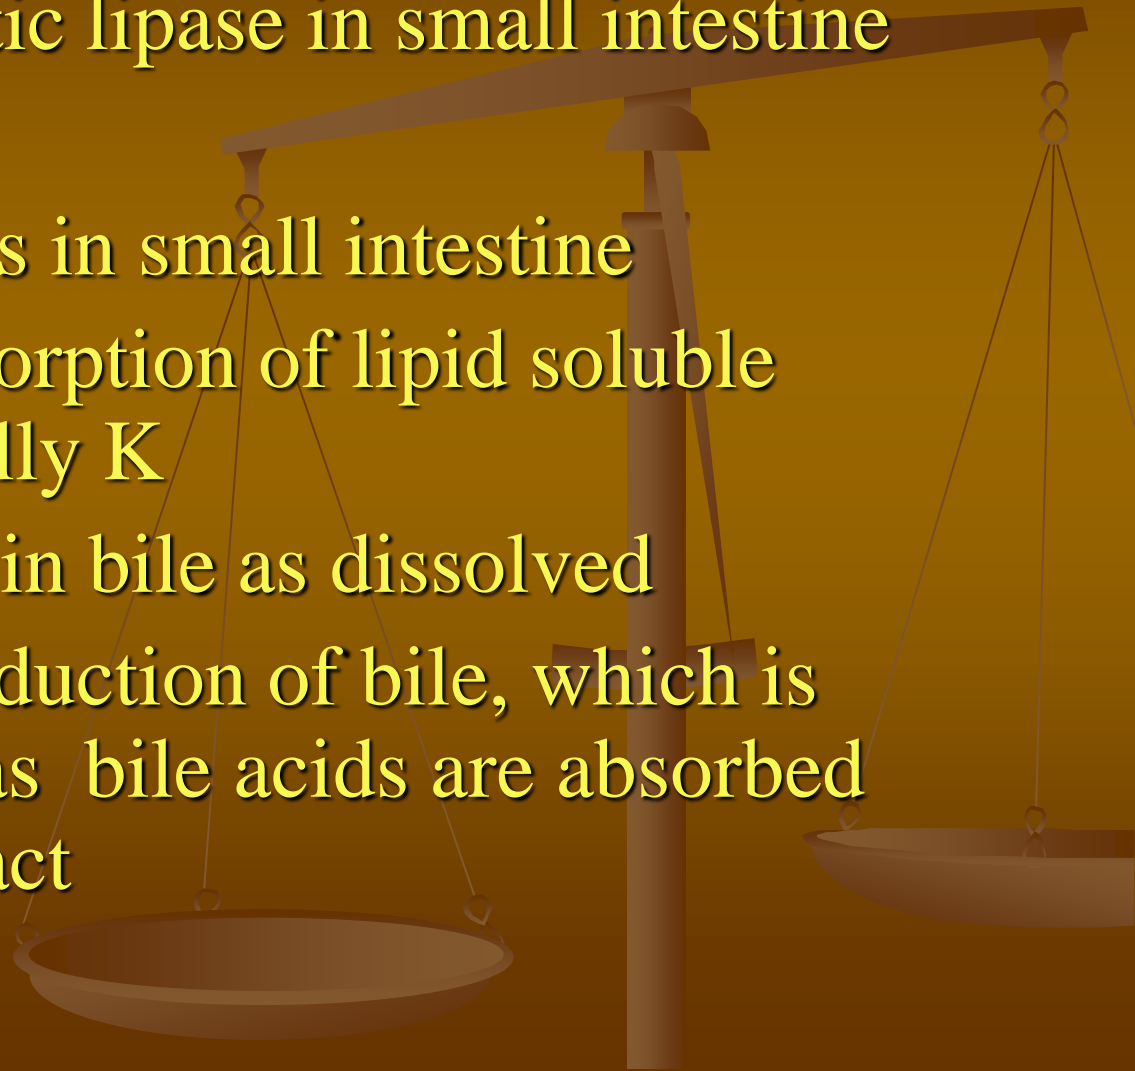 tic lipase in small intestine
s in small intestine
orption of lipid soluble
lly K
in bile as dissolved
duction of bile, which is
as bile acids are absorbed
act